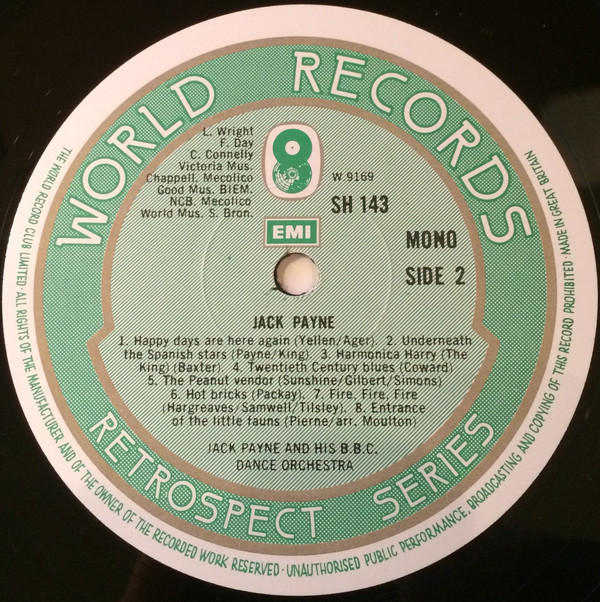 WORLD RECORDS
L. Wright
F. Day
C. Connelly
Victoria Mus.
Chappell. Mecolico
Good Mus. BIEM.
NCB. Mecolico
World Mus. S. Bron.
W.9169
SH 143
EMI
MONO
SIDE 2
JACK PAYNE
1. Happy days are here again (Yellen/Ager). 2. Underneath
the Spanish stars (Payne/King). 3. Harmonica Harry (The
King) (Baxter). 4. Twentieth Century blues (Coward)
5. The Peanut vendor (Sunshine/Gilbert/Simons)
6. Hot bricks (Packay). 7. Fire. Fire. Fire
(Hargreaves/Samwell/Tilsley). 8. Entrance
of the little fauns (Pierne/arr. Moulton)
JACK PAYNE AND HIS B.B.C.
DANCE ORCHESTRA
RETROSPECT SERIES
THE WORLD RECORD CLUB LIMITED · ALL RIGHTS OF THE MANUFACTURER AND OF THE OWNER OF THE RECORDED WORK RESERVED · UNAUTHORISED PUBLIC PERFORMANCE, BROADCASTING AND COPYING OF THIS RECORD PROHIBITED · MADE IN GREAT BRITAIN